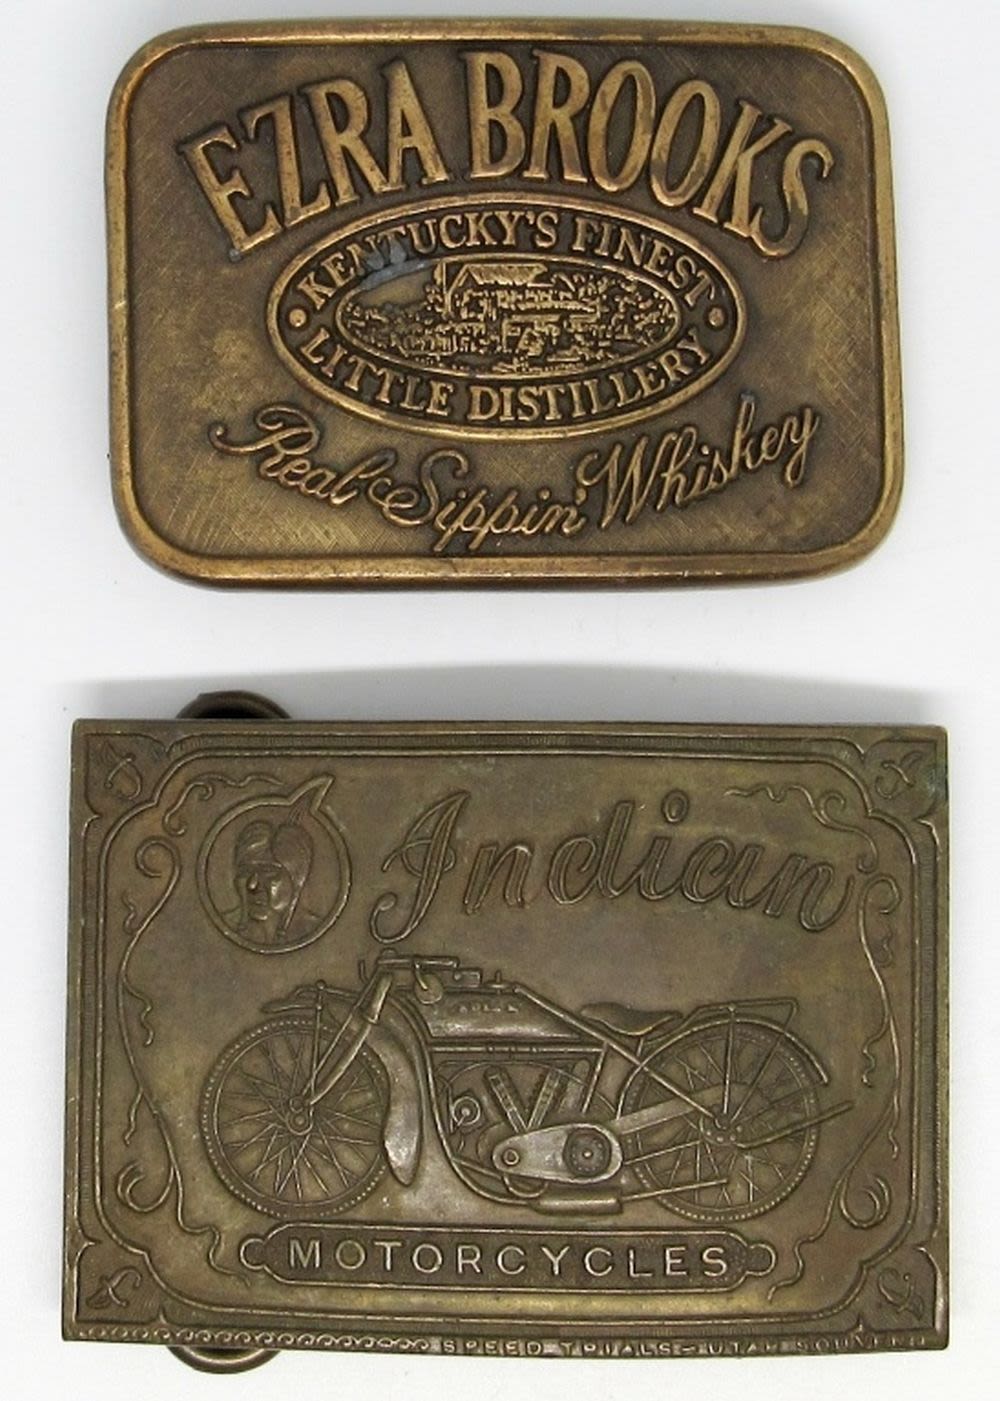 EZRA BROOKS
KENTUCKY'S FINEST
LITTLE DISTILLERY
Real Sippin' Whiskey
Indian
MOTORCYCLES
SPEED TRIALS - UTAH SOUVENIR